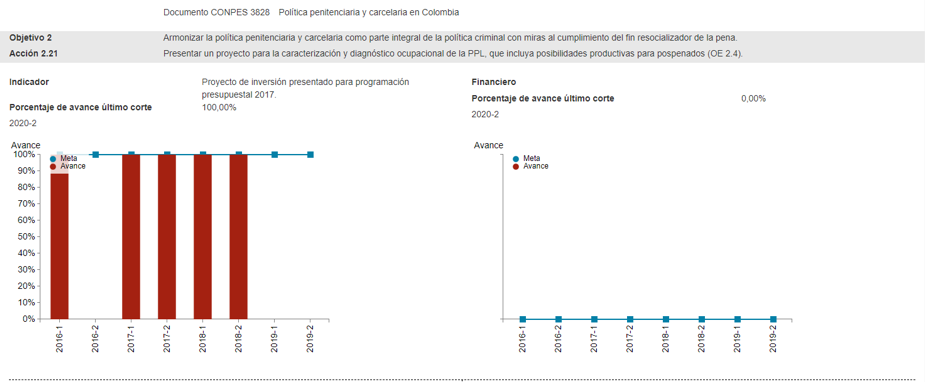 Documento CONPES 3828 Política penitenciaria y carcelaria en Colombia
Objetivo 2 Armonizar la política penitenciaria y carcelaria como parte integral de la política criminal con miras al cumplimiento del fin resocializador de la pena.
Acción 2.21 Presentar un proyecto para la caracterización y diagnóstico ocupacional de la PPL, que incluya posibilidades productivas para pospenados (OE 2.4).
Indicador Proyecto de inversión presentado para programación
presupuestal 2017.
Porcentaje de avance último corte 100,00%
2020-2
Financiero
Porcentaje de avance último corte 0,00%
2020-2
Avance
Meta
Avance
100%
90%
80%
70%
60%
50%
40%
30%
20%
10%
0%
2016-1 2016-2 2017-1 2017-2 2018-1 2018-2 2019-1 2019-2
Avance
Meta
Avance
2016-1 2016-2 2017-1 2017-2 2018-1 2018-2 2019-1 2019-2